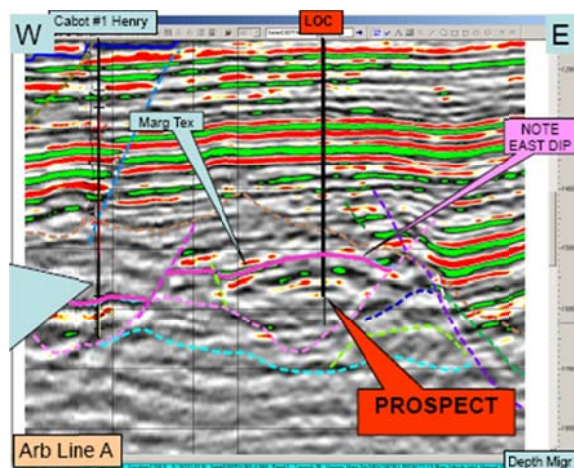 W
Cabot #1 Henry
LOC
E
Marg Tex
NOTE
EAST DIP
PROSPECT
Arb Line A
Depth Migr